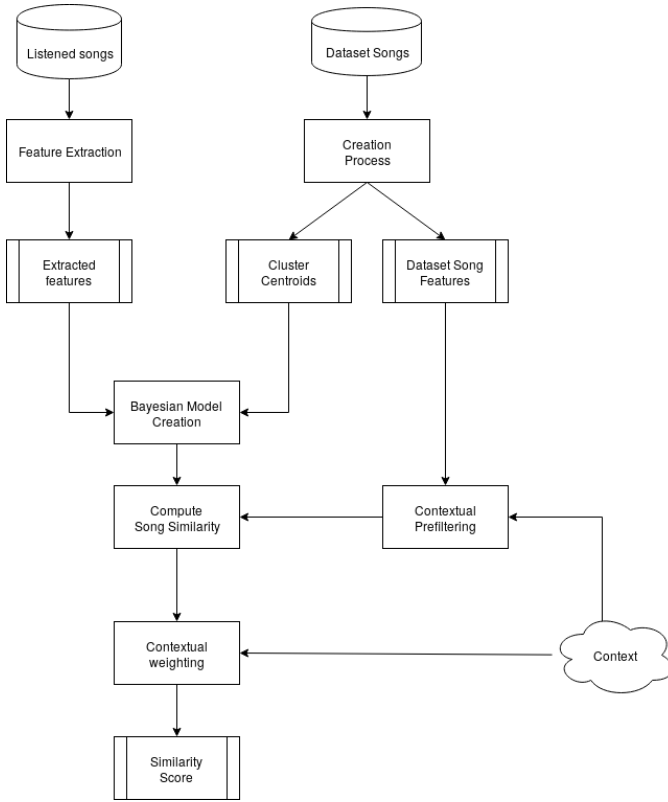 Listened songs
Dataset Songs
Feature Extraction
Creation
Process
Extracted
features
Cluster
Centroids
Dataset Song
Features
Bayesian Model
Creation
Compute
Song Similarity
Contextual
Prefiltering
Contextual
weighting
Context
Similarity
Score